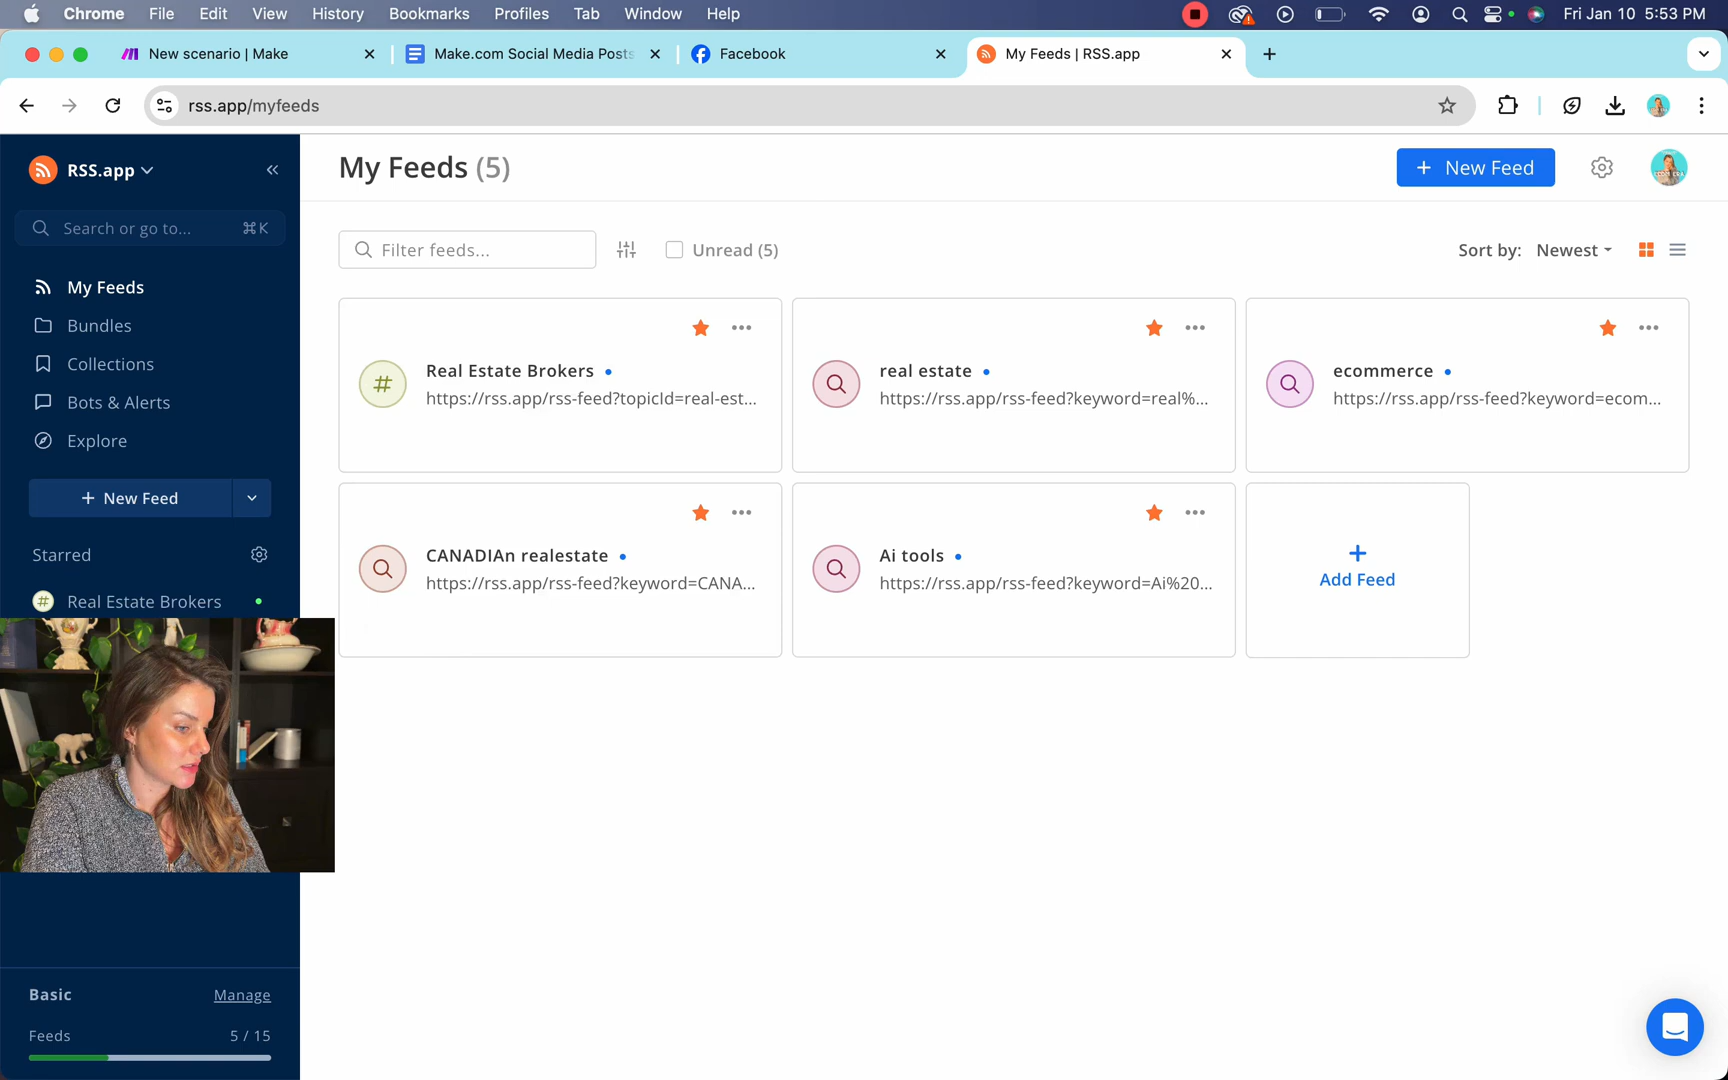 Chrome File Edit View History Bookmarks Profiles Tab Window Help Fri Jan 10 5:53 PM
New scenario | Make
Make.com Social Media Posts
Facebook
My Feeds | RSS.app
rss.app/myfeeds
RSS.app
Search or go to... ⌘K
My Feeds
Bundles
Collections
Bots & Alerts
Explore
+ New Feed
Starred
# Real Estate Brokers
Basic Manage
Feeds 5 / 15
My Feeds (5)
+ New Feed
Filter feeds...
Unread (5)
Sort by: Newest
# Real Estate Brokers
https://rss.app/rss-feed?topicId=real-est...
real estate
https://rss.app/rss-feed?keyword=real%...
ecommerce
https://rss.app/rss-feed?keyword=ecom...
CANADIAn realestate
https://rss.app/rss-feed?keyword=CANA...
Ai tools
https://rss.app/rss-feed?keyword=Ai%20...
+
Add Feed